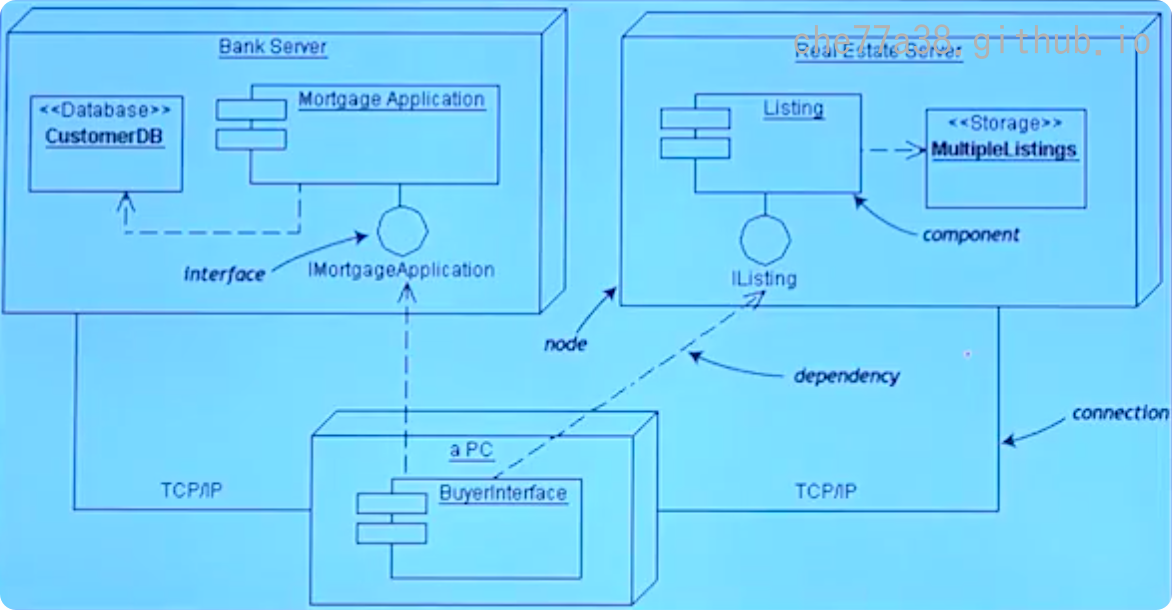 Bank Server
che77a38.github.io
Real Estate Server
<<Database>>
CustomerDB
Mortgage Application
Listing
<<Storage>>
MultipleListings
component
interface
IMortgageApplication
IListing
node
dependency
connection
a PC
TCP/IP
BuyerInterface
TCP/IP